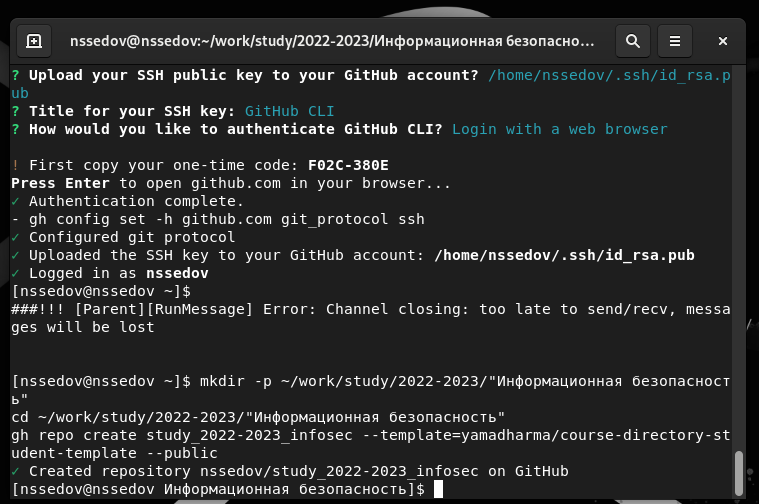 nssedov@nssedov:~/work/study/2022-2023/Информационная безопасно...
? Upload your SSH public key to your GitHub account? /home/nssedov/.ssh/id_rsa.p
ub
? Title for your SSH key: GitHub CLI
? How would you like to authenticate GitHub CLI? Login with a web browser
! First copy your one-time code: F02C-380E
Press Enter to open github.com in your browser...
✓ Authentication complete.
- gh config set -h github.com git_protocol ssh
✓ Configured git protocol
✓ Uploaded the SSH key to your GitHub account: /home/nssedov/.ssh/id_rsa.pub
✓ Logged in as nssedov
[nssedov@nssedov ~]$
###!!! [Parent][RunMessage] Error: Channel closing: too late to send/recv, messa
ges will be lost
[nssedov@nssedov ~]$ mkdir -p ~/work/study/2022-2023/"Информационная безопасност
ь"
cd ~/work/study/2022-2023/"Информационная безопасность"
gh repo create study_2022-2023_infosec --template=yamadharma/course-directory-st
udent-template --public
✓ Created repository nssedov/study_2022-2023_infosec on GitHub
[nssedov@nssedov Информационная безопасность]$